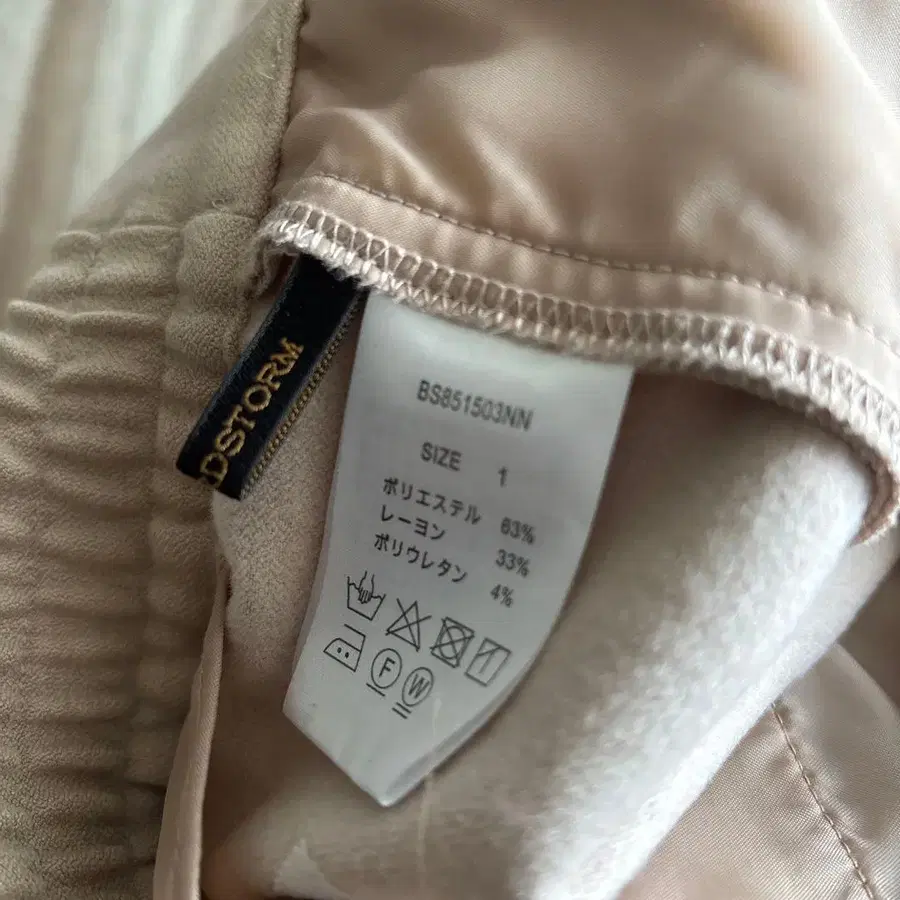 DSTORM
BS851503NN
SIZE 1
ポリエステル 63%
レーヨン 33%
ポリウレタン 4%
F W